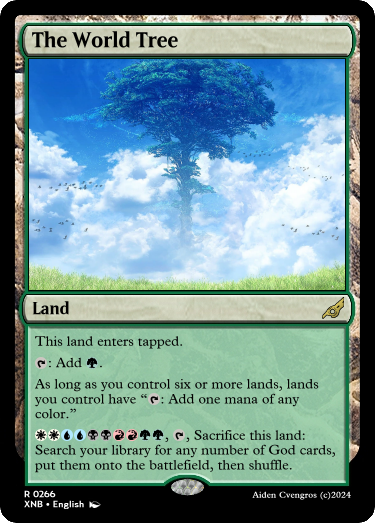 The World Tree
Land
This land enters tapped.
: Add .
As long as you control six or more lands, lands
you control have “: Add one mana of any
color.”
, , Sacrifice this land:
Search your library for any number of God cards,
put them onto the battlefield, then shuffle.
R 0266
XNB • English
Aiden Cvengros (c)2024